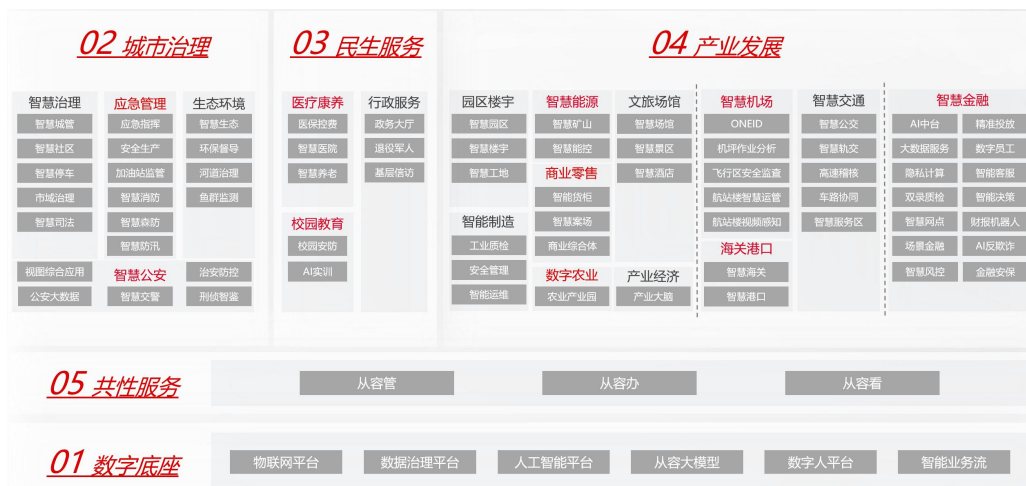 02 城市治理
智慧治理
智慧城管
智慧社区
智慧停车
市域治理
智慧司法
应急管理
应急指挥
安全生产
加油站监管
智慧消防
智慧森防
智慧防汛
生态环境
智慧生态
环保督导
河道治理
鱼群监测
视图综合应用
公安大数据
智慧公安
智慧交警
治安防控
刑侦智鉴
03 民生服务
医疗康养
医保控费
智慧医院
智慧养老
校园教育
校园安防
AI实训
行政服务
政务大厅
退役军人
基层信访
04 产业发展
园区楼宇
智慧园区
智慧楼宇
智慧工地
智能制造
工业质检
安全管理
智能运维
智慧能源
智慧矿山
智慧能控
商业零售
智能货柜
智慧案场
商业综合体
数字农业
农业产业园
文旅场馆
智慧场馆
智慧景区
智慧酒店
产业经济
产业大脑
智慧机场
ONEID
机坪作业分析
飞行区安全监查
航站楼智慧运管
航站楼视频感知
海关港口
智慧海关
智慧港口
智慧交通
智慧公交
智慧轨交
高速稽核
车路协同
智慧服务区
智慧金融
AI中台
精准投放
大数据服务
数字员工
隐私计算
智能客服
双录质检
智能决策
智慧网点
财报机器人
场景金融
AI反欺诈
智慧风控
金融安保
05 共性服务
从容管
从容办
从容看
01 数字底座
物联网平台
数据治理平台
人工智能平台
从容大模型
数字人平台
智能业务流